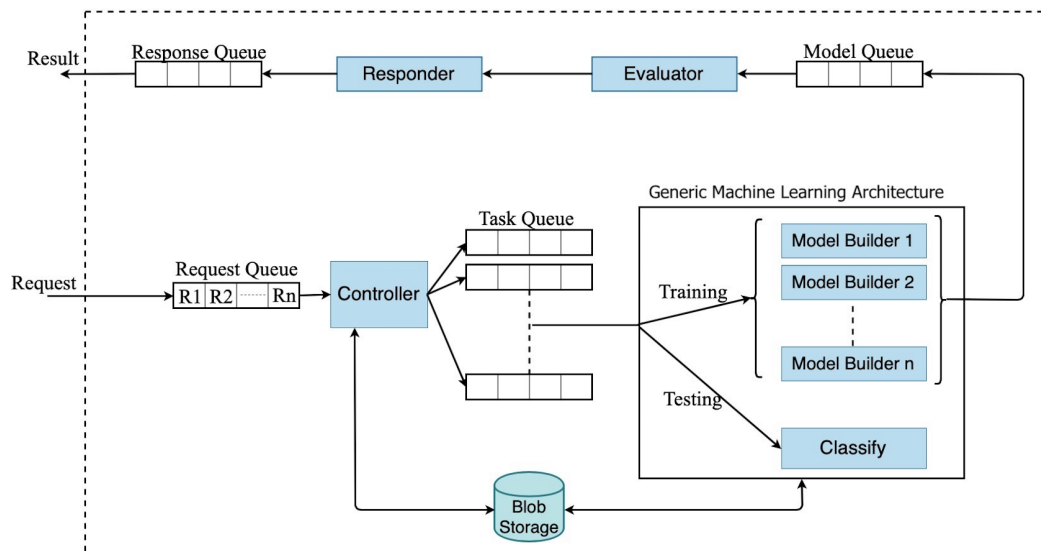 Result
Response Queue
Responder
Evaluator
Model Queue
Generic Machine Learning Architecture
Task Queue
Request
Request Queue
R1 R2 Rn
Controller
Training
Model Builder 1
Model Builder 2
Model Builder n
Testing
Classify
Blob
Storage